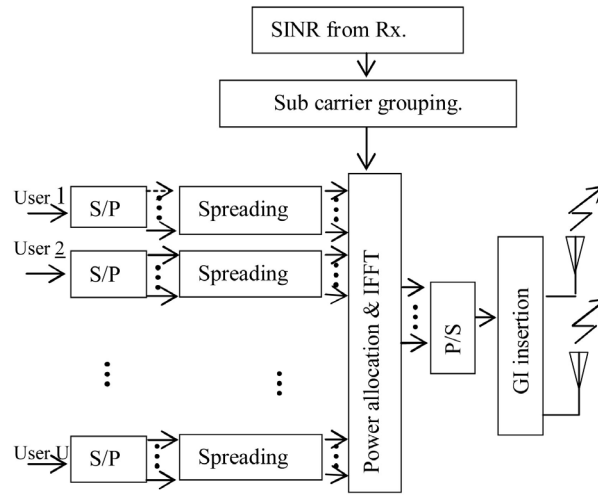 SINR from Rx.
Sub carrier grouping.
User 1
S/P
Spreading
User 2
S/P
Spreading
User U
S/P
Spreading
Power allocation & IFFT
P/S
GI insertion